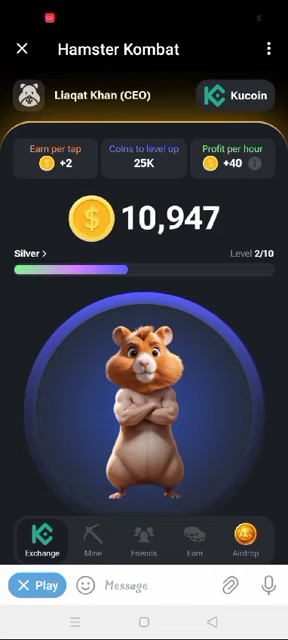 Hamster Kombat
Liaqat Khan (CEO)
Kucoin
Earn per tap
+2
Coins to level up
25K
Profit per hour
+40
10,947
Silver >
Level 2/10
Exchange
Mine
Friends
Earn
Airdrop
Play
Message